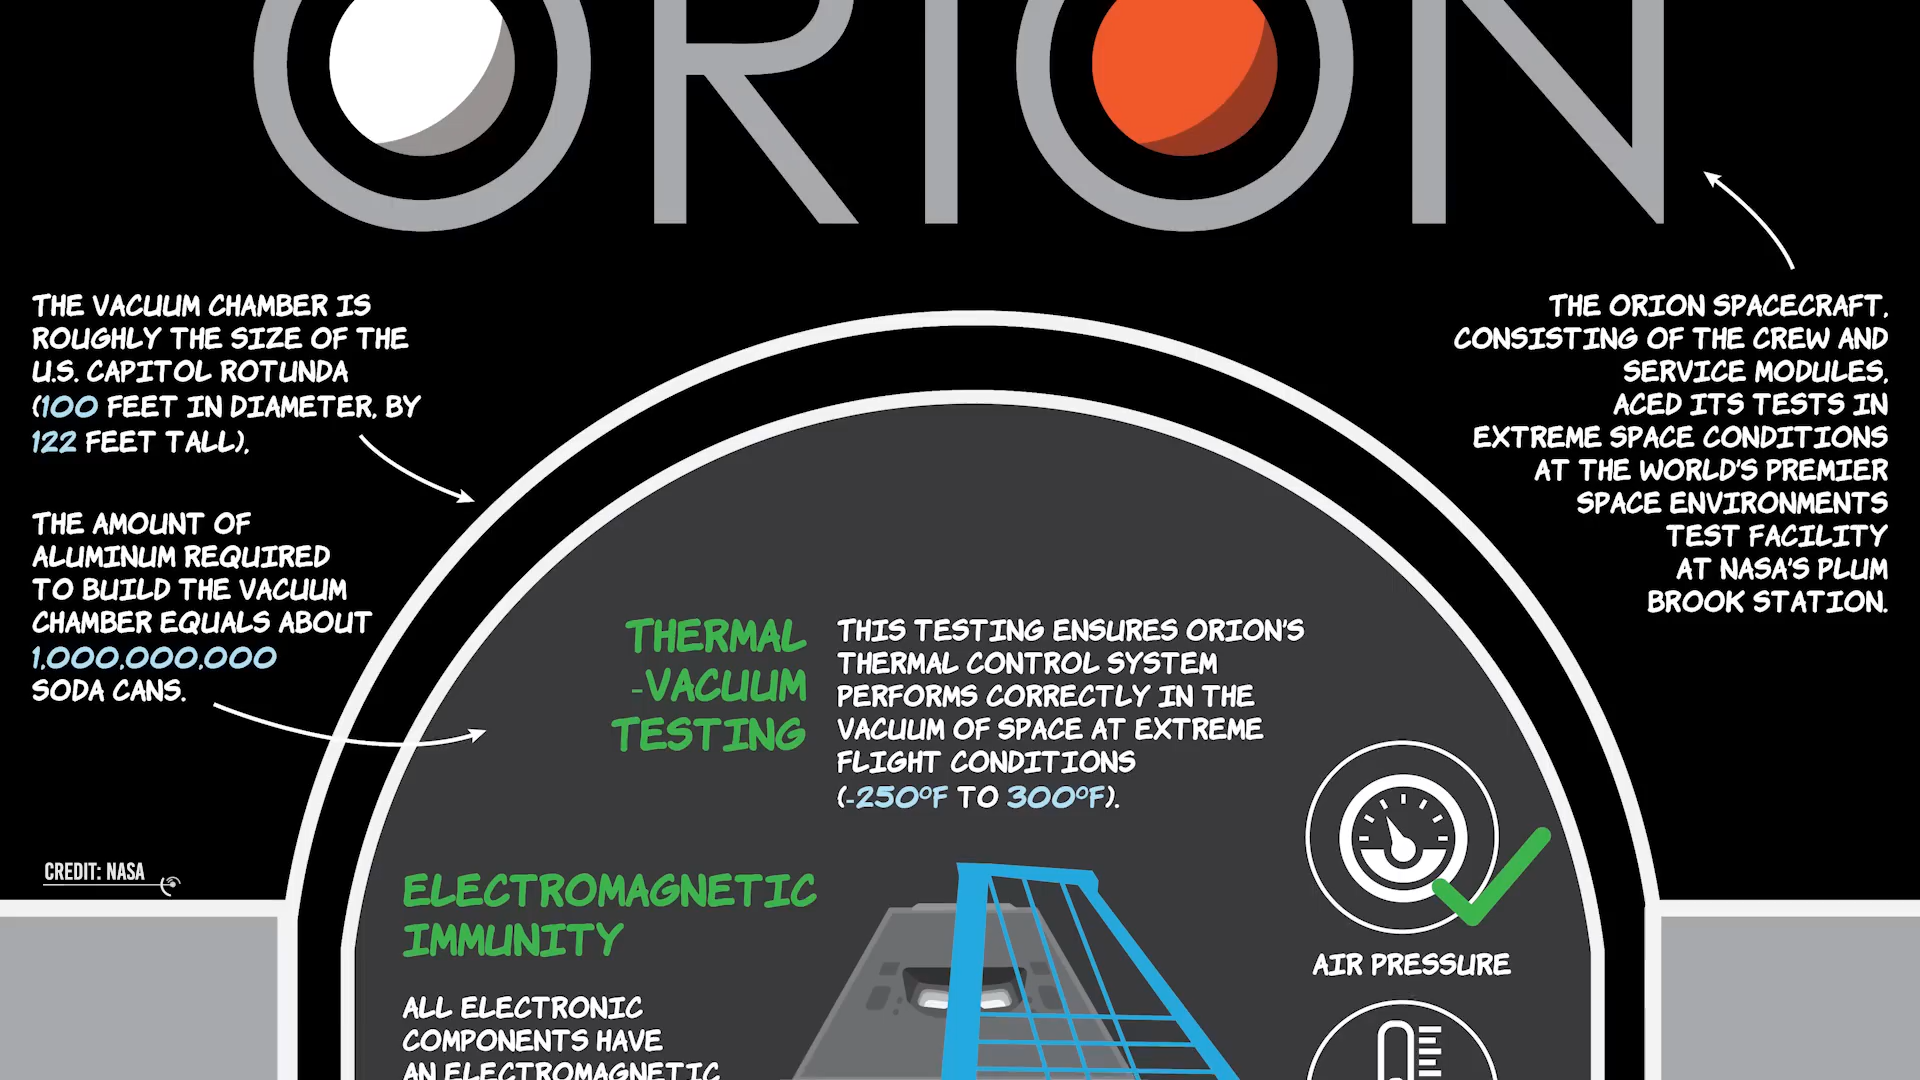 ORION
THE VACUUM CHAMBER IS
ROUGHLY THE SIZE OF THE
U.S. CAPITOL ROTUNDA
(100 FEET IN DIAMETER, BY
122 FEET TALL).
THE AMOUNT OF
ALUMINUM REQUIRED
TO BUILD THE VACUUM
CHAMBER EQUALS ABOUT
1,000,000,000
SODA CANS.
THE ORION SPACECRAFT,
CONSISTING OF THE CREW AND
SERVICE MODULES,
ACED ITS TESTS IN
EXTREME SPACE CONDITIONS
AT THE WORLD'S PREMIER
SPACE ENVIRONMENTS
TEST FACILITY
AT NASA'S PLUM
BROOK STATION.
THERMAL
-VACUUM
TESTING
THIS TESTING ENSURES ORION'S
THERMAL CONTROL SYSTEM
PERFORMS CORRECTLY IN THE
VACUUM OF SPACE AT EXTREME
FLIGHT CONDITIONS
(-250°F TO 300°F).
AIR PRESSURE
CREDIT: NASA
ELECTROMAGNETIC
IMMUNITY
ALL ELECTRONIC
COMPONENTS HAVE
AN ELECTROMAGNETIC